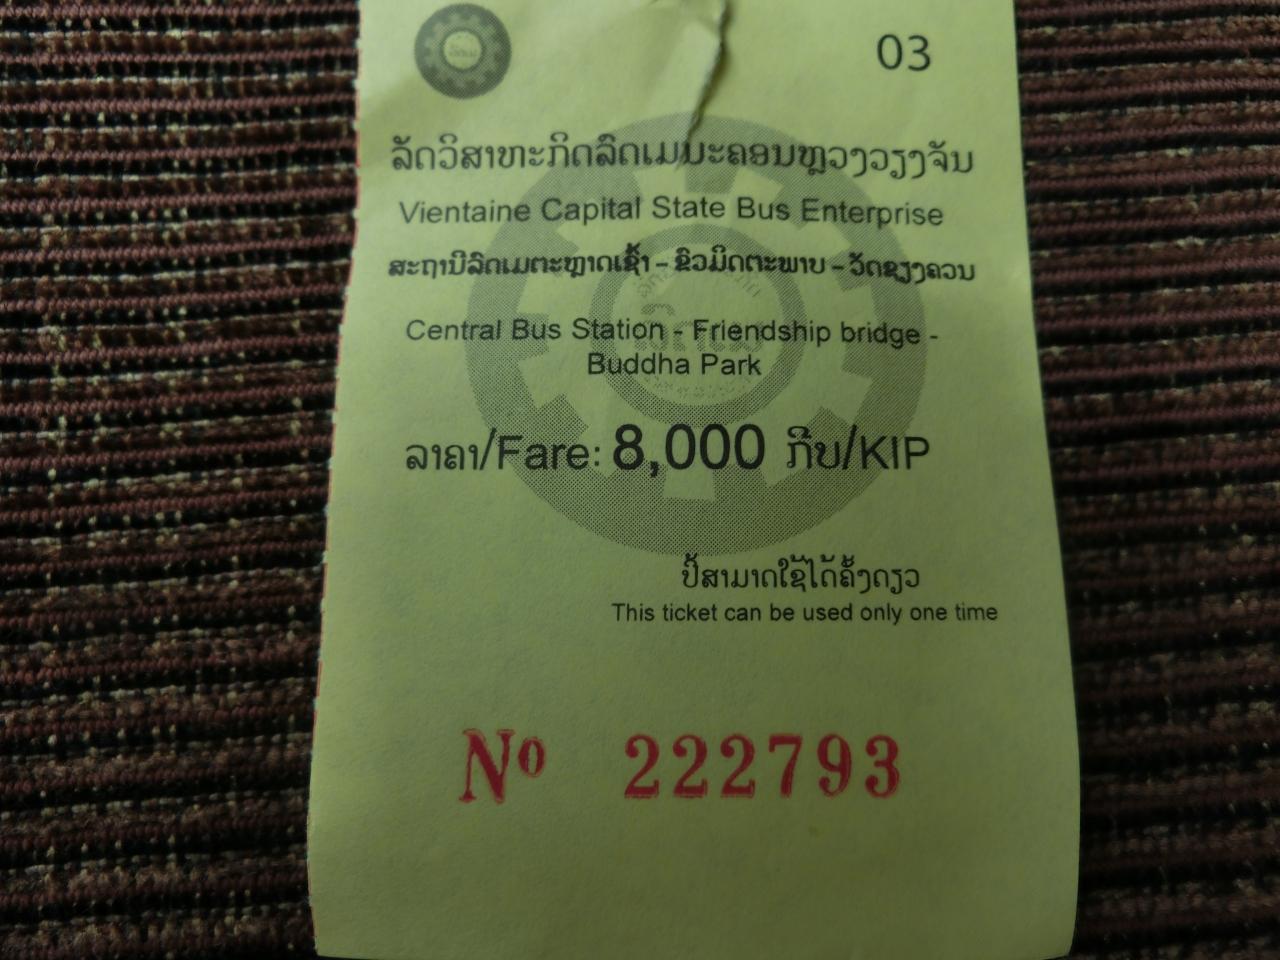 03
ລັດວິສາຫະກິດລົດເມນະຄອນຫຼວງວຽງຈັນ
Vientaine Capital State Bus Enterprise
ສະຖານີລົດເມຕະຫຼາດເຊົ້າ - ຂົວມິດຕະພາບ - ວັດຊຽງຄວນ
Central Bus Station - Friendship bridge -
Buddha Park
ລາຄາ/Fare: 8,000 ກີບ/KIP
ປີ້ສາມາດໃຊ້ໄດ້ຄັ້ງດຽວ
This ticket can be used only one time
Nº 222793